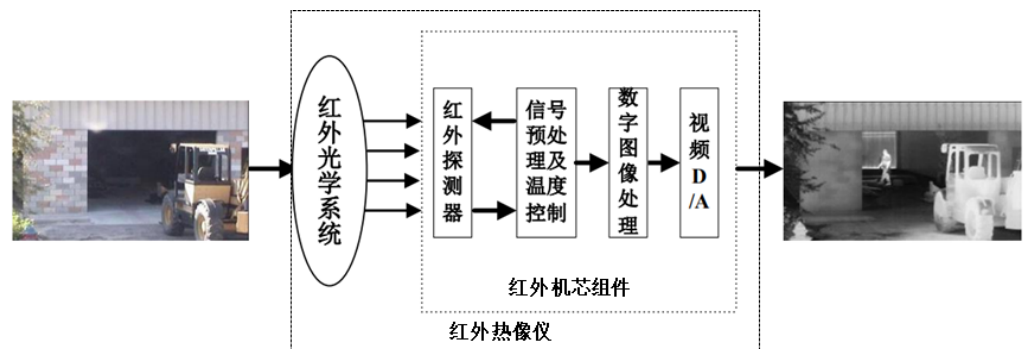 红外光学系统
红外探测器
信号预处理及温度控制
数字图像处理
视频D/A
红外机芯组件
红外热像仪